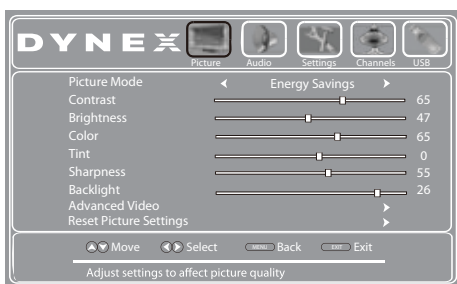 DYNEX
Picture Audio Settings Channels USB
Picture Mode Energy Savings
Contrast 65
Brightness 47
Color 65
Tint 0
Sharpness 55
Backlight 26
Advanced Video
Reset Picture Settings
Move Select MENU Back EXIT Exit
Adjust settings to affect picture quality